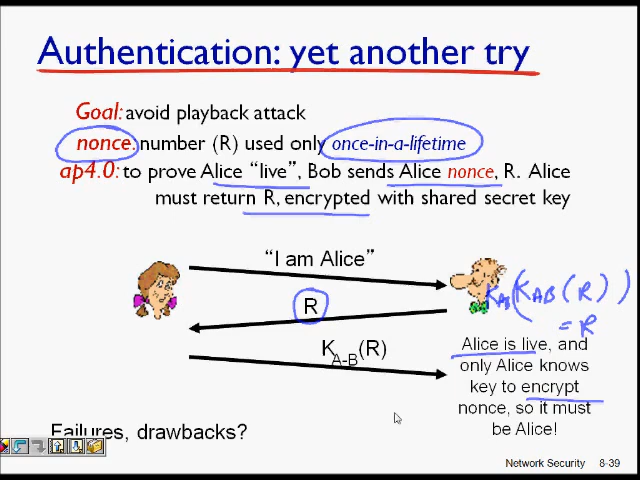 Authentication: yet another try
Goal: avoid playback attack
nonce: number (R) used only once-in-a-lifetime
ap4.0: to prove Alice “live”, Bob sends Alice nonce, R. Alice
must return R, encrypted with shared secret key
“I am Alice”
R
K A-B (R)
K AB (K AB (R))
= R
Alice is live, and
only Alice knows
key to encrypt
nonce, so it must
be Alice!
Failures, drawbacks?
Network Security 8-39